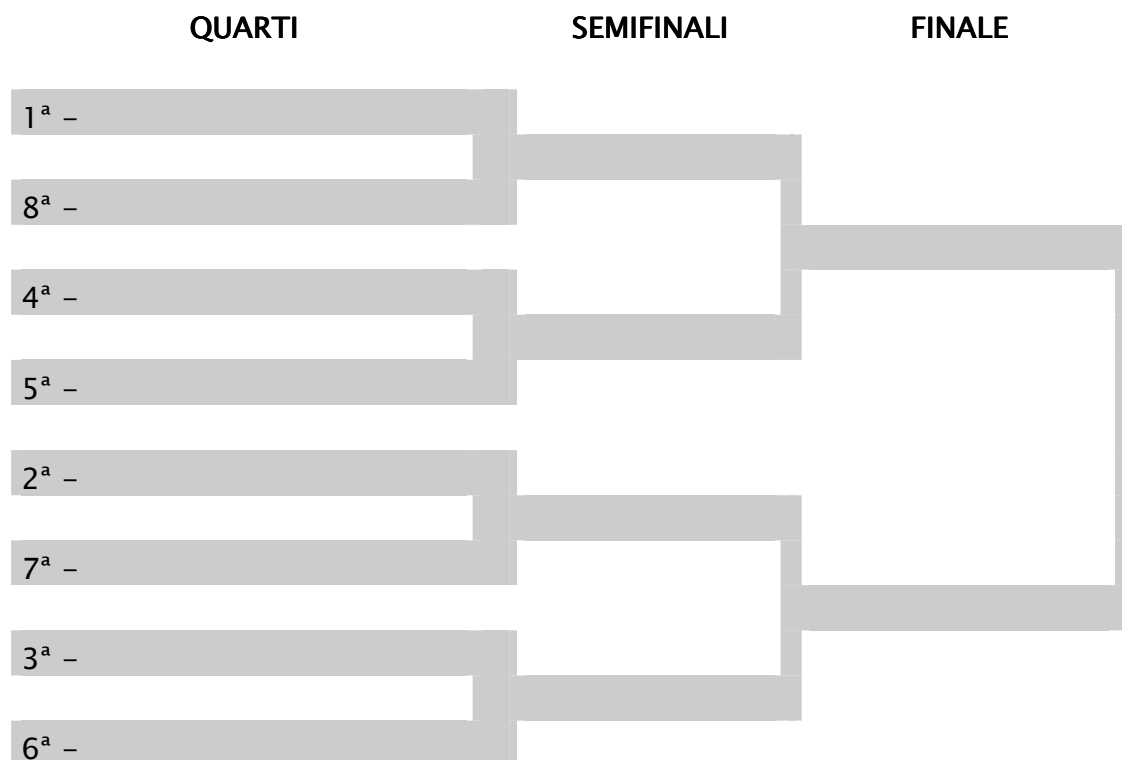 QUARTI SEMIFINALI FINALE
1ª –
8ª –
4ª –
5ª –
2ª –
7ª –
3ª –
6ª –